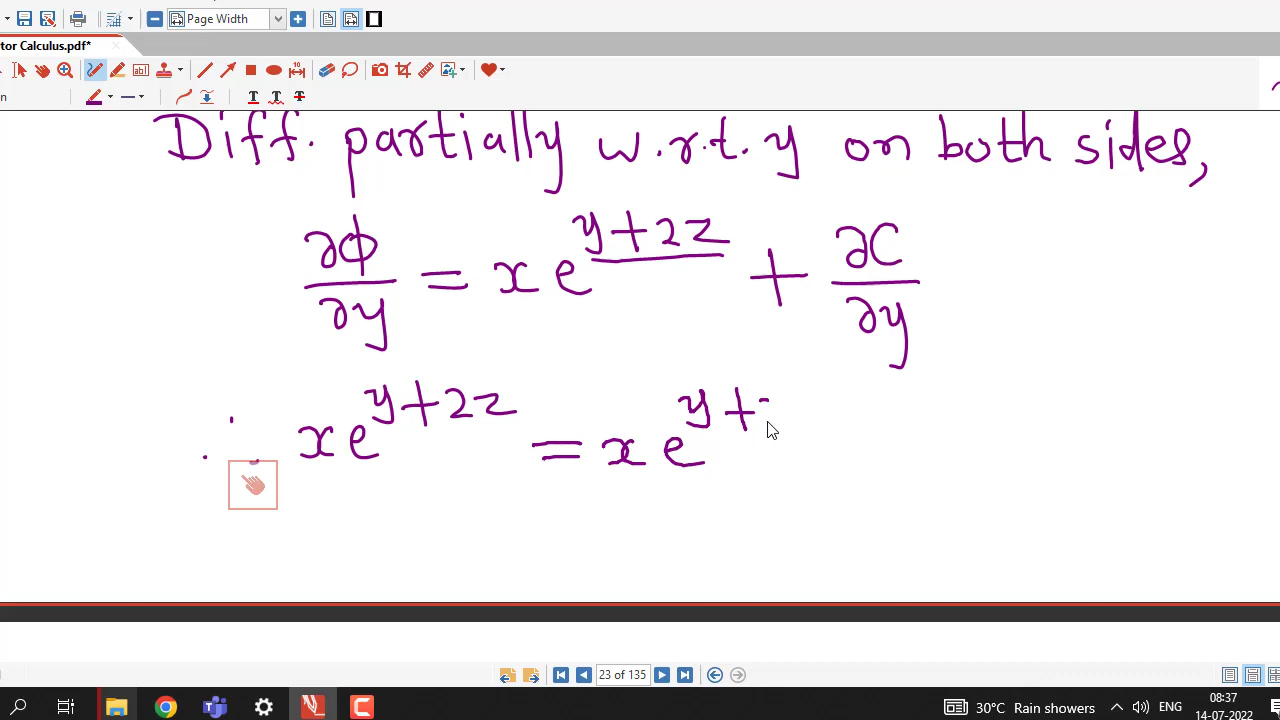 Page Width
tor Calculus.pdf*
n
Diff. partially w.r.t. y on both sides,
∂ϕ/∂y = x e^{y+2z} + ∂C/∂y
∴ xe^{y+2z} = x e^{y+
23 of 135
08:37
30°C Rain showers ENG
14-07-2022